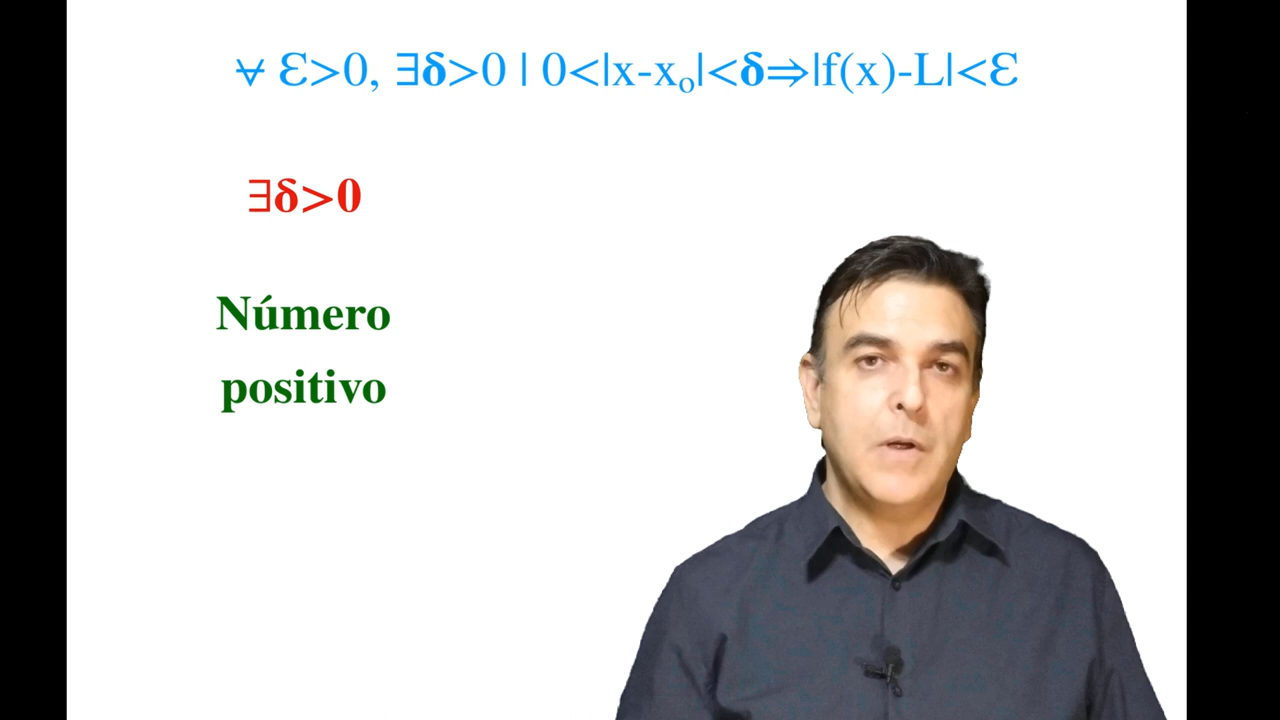 ∀ Ɛ>0, ∃δ>0 | 0<|x-xₒ|<δ⇒|f(x)-L|<Ɛ
∃δ>0
Número
positivo